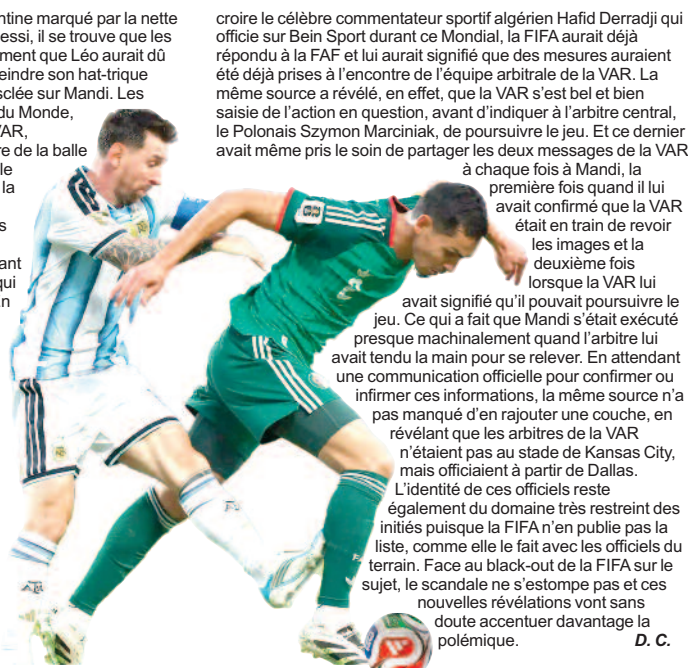 ntine marqué par la nette
essi, il se trouve que les
ment que Léo aurait dû
eindre son hat-trique
sclée sur Mandi. Les
du Monde,
VAR,
re de la balle
le
la
s
ant
qui
n
croire le célèbre commentateur sportif algérien Hafid Derradji qui
officie sur Bein Sport durant ce Mondial, la FIFA aurait déjà
répondu à la FAF et lui aurait signifié que des mesures auraient
été déjà prises à l’encontre de l’équipe arbitrale de la VAR. La
même source a révélé, en effet, que la VAR s’est bel et bien
saisie de l’action en question, avant d’indiquer à l’arbitre central,
le Polonais Szymon Marciniak, de poursuivre le jeu. Et ce dernier
avait même pris le soin de partager les deux messages de la VAR
à chaque fois à Mandi, la
première fois quand il lui
avait confirmé que la VAR
était en train de revoir
les images et la
deuxième fois
lorsque la VAR lui
avait signifié qu’il pouvait poursuivre le
jeu. Ce qui a fait que Mandi s’était exécuté
presque machinalement quand l’arbitre lui
avait tendu la main pour se relever. En attendant
une communication officielle pour confirmer ou
infirmer ces informations, la même source n’a
pas manqué d’en rajouter une couche, en
révélant que les arbitres de la VAR
n’étaient pas au stade de Kansas City,
mais officiaient à partir de Dallas.
L’identité de ces officiels reste
également du domaine très restreint des
initiés puisque la FIFA n’en publie pas la
liste, comme elle le fait avec les officiels du
terrain. Face au black-out de la FIFA sur le
sujet, le scandale ne s’estompe pas et ces
nouvelles révélations vont sans
doute accentuer davantage la
polémique. D. C.